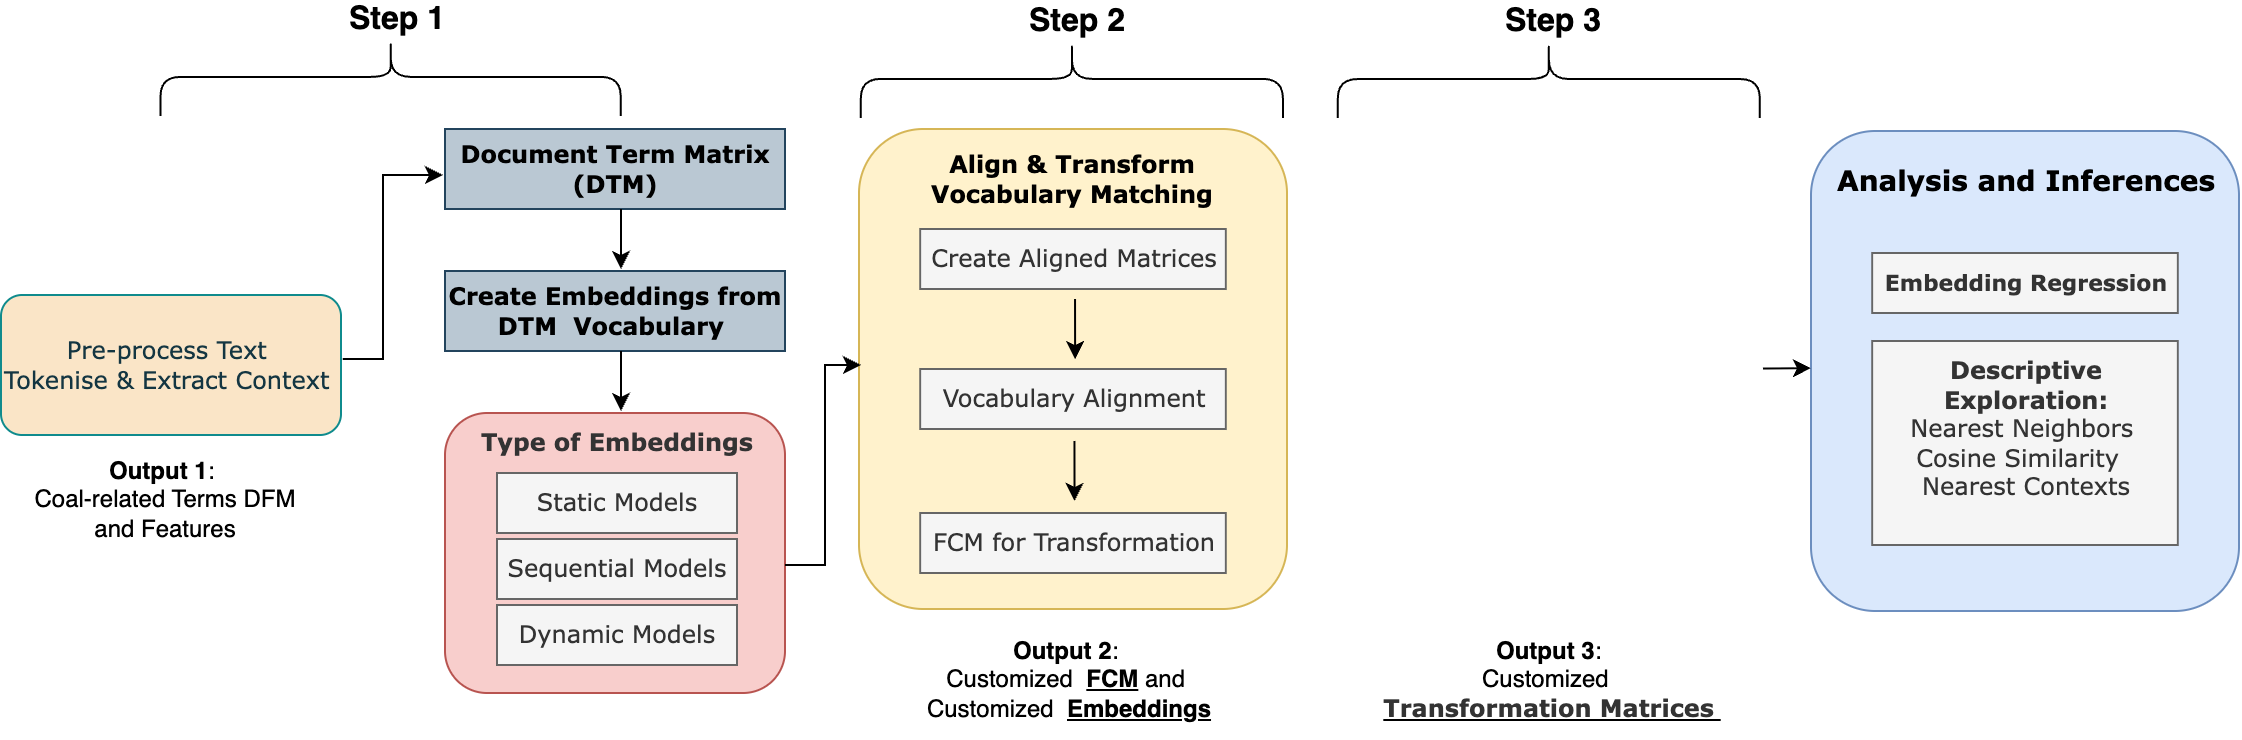 Step 1
Step 2
Step 3
Pre-process Text
Tokenise & Extract Context
Output 1:
Coal-related Terms DFM
and Features
Document Term Matrix
(DTM)
Create Embeddings from
DTM Vocabulary
Type of Embeddings
Static Models
Sequential Models
Dynamic Models
Align & Transform
Vocabulary Matching
Create Aligned Matrices
Vocabulary Alignment
FCM for Transformation
Output 2:
Customized FCM and
Customized Embeddings
Output 3:
Customized
Transformation Matrices
Analysis and Inferences
Embedding Regression
Descriptive
Exploration:
Nearest Neighbors
Cosine Similarity
Nearest Contexts